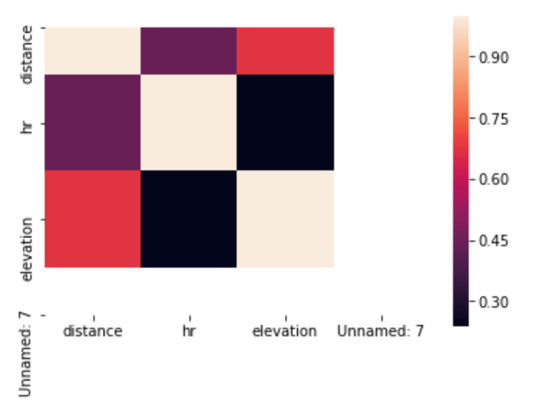 distance
hr
elevation
Unnamed: 7
distance
hr
elevation
Unnamed: 7
0.90
0.75
0.60
0.45
0.30